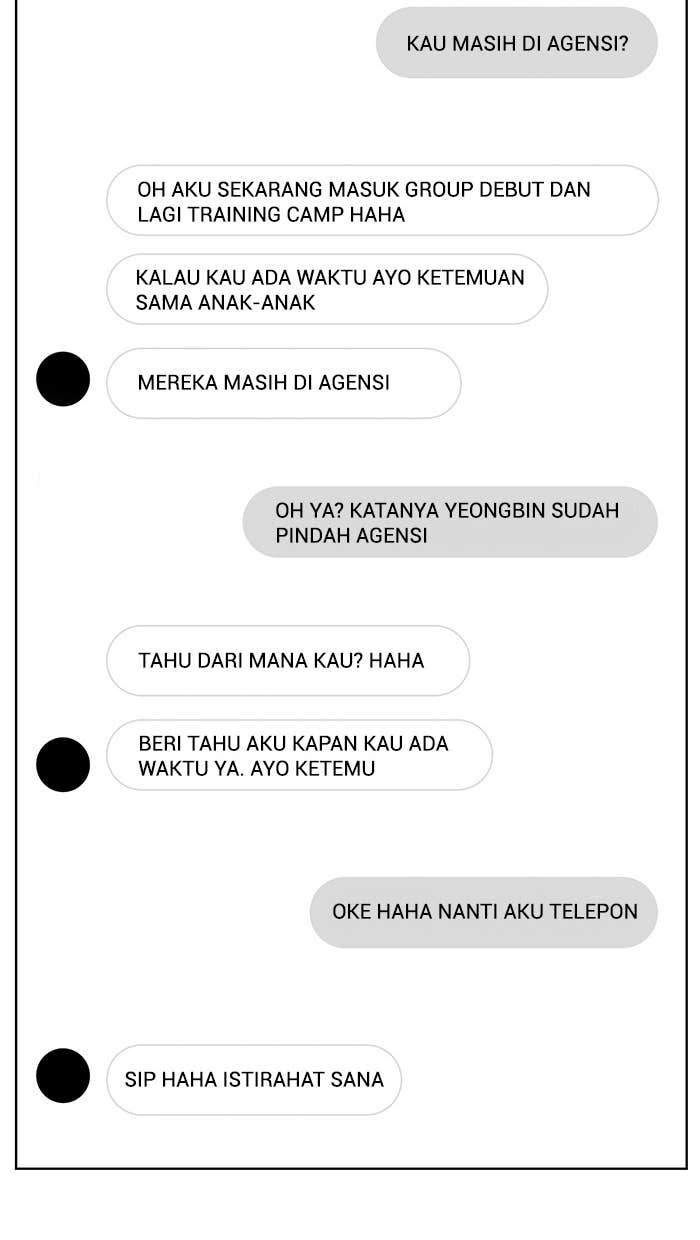 KAU MASIH DI AGENSI?
OH AKU SEKARANG MASUK GROUP DEBUT DAN
LAGI TRAINING CAMP HAHA
KALAU KAU ADA WAKTU AYO KETEMUAN
SAMA ANAK-ANAK
MEREKA MASIH DI AGENSI
OH YA? KATANYA YEONGBIN SUDAH
PINDAH AGENSI
TAHU DARI MANA KAU? HAHA
BERI TAHU AKU KAPAN KAU ADA
WAKTU YA. AYO KETEMU
OKE HAHA NANTI AKU TELEPON
SIP HAHA ISTIRAHAT SANA